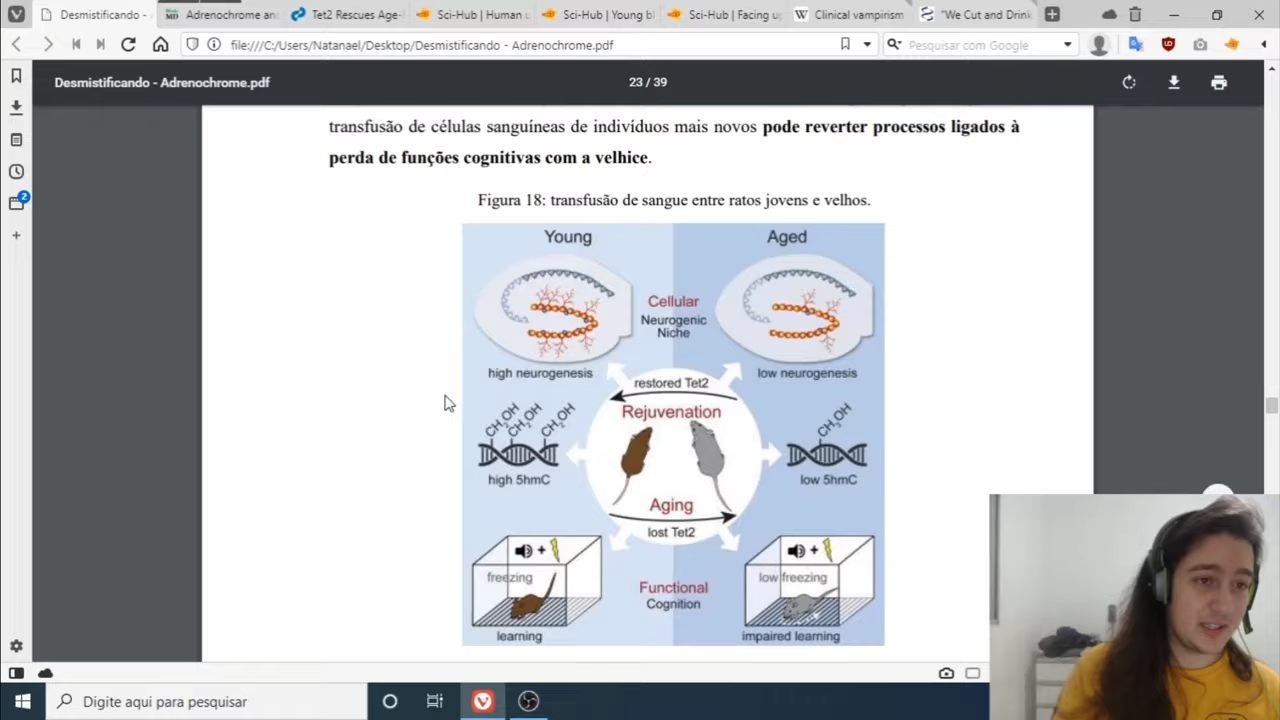 Desmistificando -
Adrenochrome an
Tet2 Rescues Age-
Sci-Hub | Human
Sci-Hub | Young bl
Sci-Hub | Facing up
Clinical vampirism
"We Cut and Drink
file:///C:/Users/Natanael/Desktop/Desmistificando - Adrenochrome.pdf
Pesquisar com Google
Desmistificando - Adrenochrome.pdf
23 / 39
2
transfusão de células sanguíneas de indivíduos mais novos pode reverter processos ligados à
perda de funções cognitivas com a velhice.
Figura 18: transfusão de sangue entre ratos jovens e velhos.
Young
Aged
Cellular
Neurogenic
Niche
high neurogenesis
low neurogenesis
restored Tet2
Rejuvenation
CH₂OH
CH₂OH
CH₂OH
high 5hmC
low 5hmC
Aging
lost Tet2
freezing
low freezing
Functional
Cognition
learning
impaired learning
Digite aqui para pesquisar